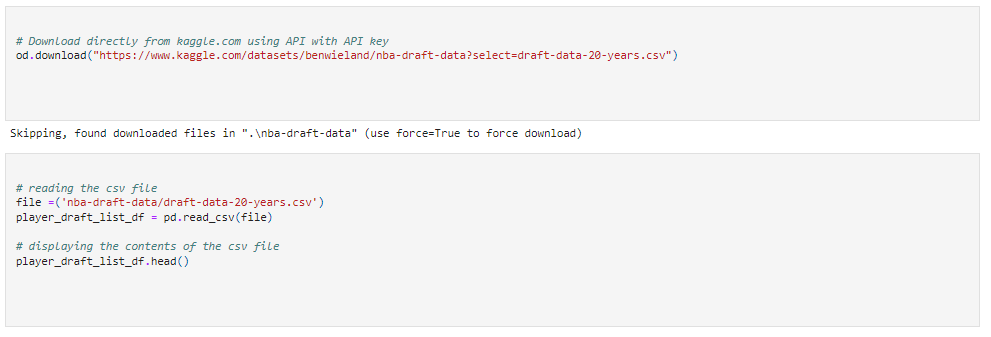 # Download directly from kaggle.com using API with API key
od.download("https://www.kaggle.com/datasets/benwieland/nba-draft-data?select=draft-data-20-years.csv")
Skipping, found downloaded files in ".\nba-draft-data" (use force=True to force download)
# reading the csv file
file =('nba-draft-data/draft-data-20-years.csv')
player_draft_list_df = pd.read_csv(file)
# displaying the contents of the csv file
player_draft_list_df.head()